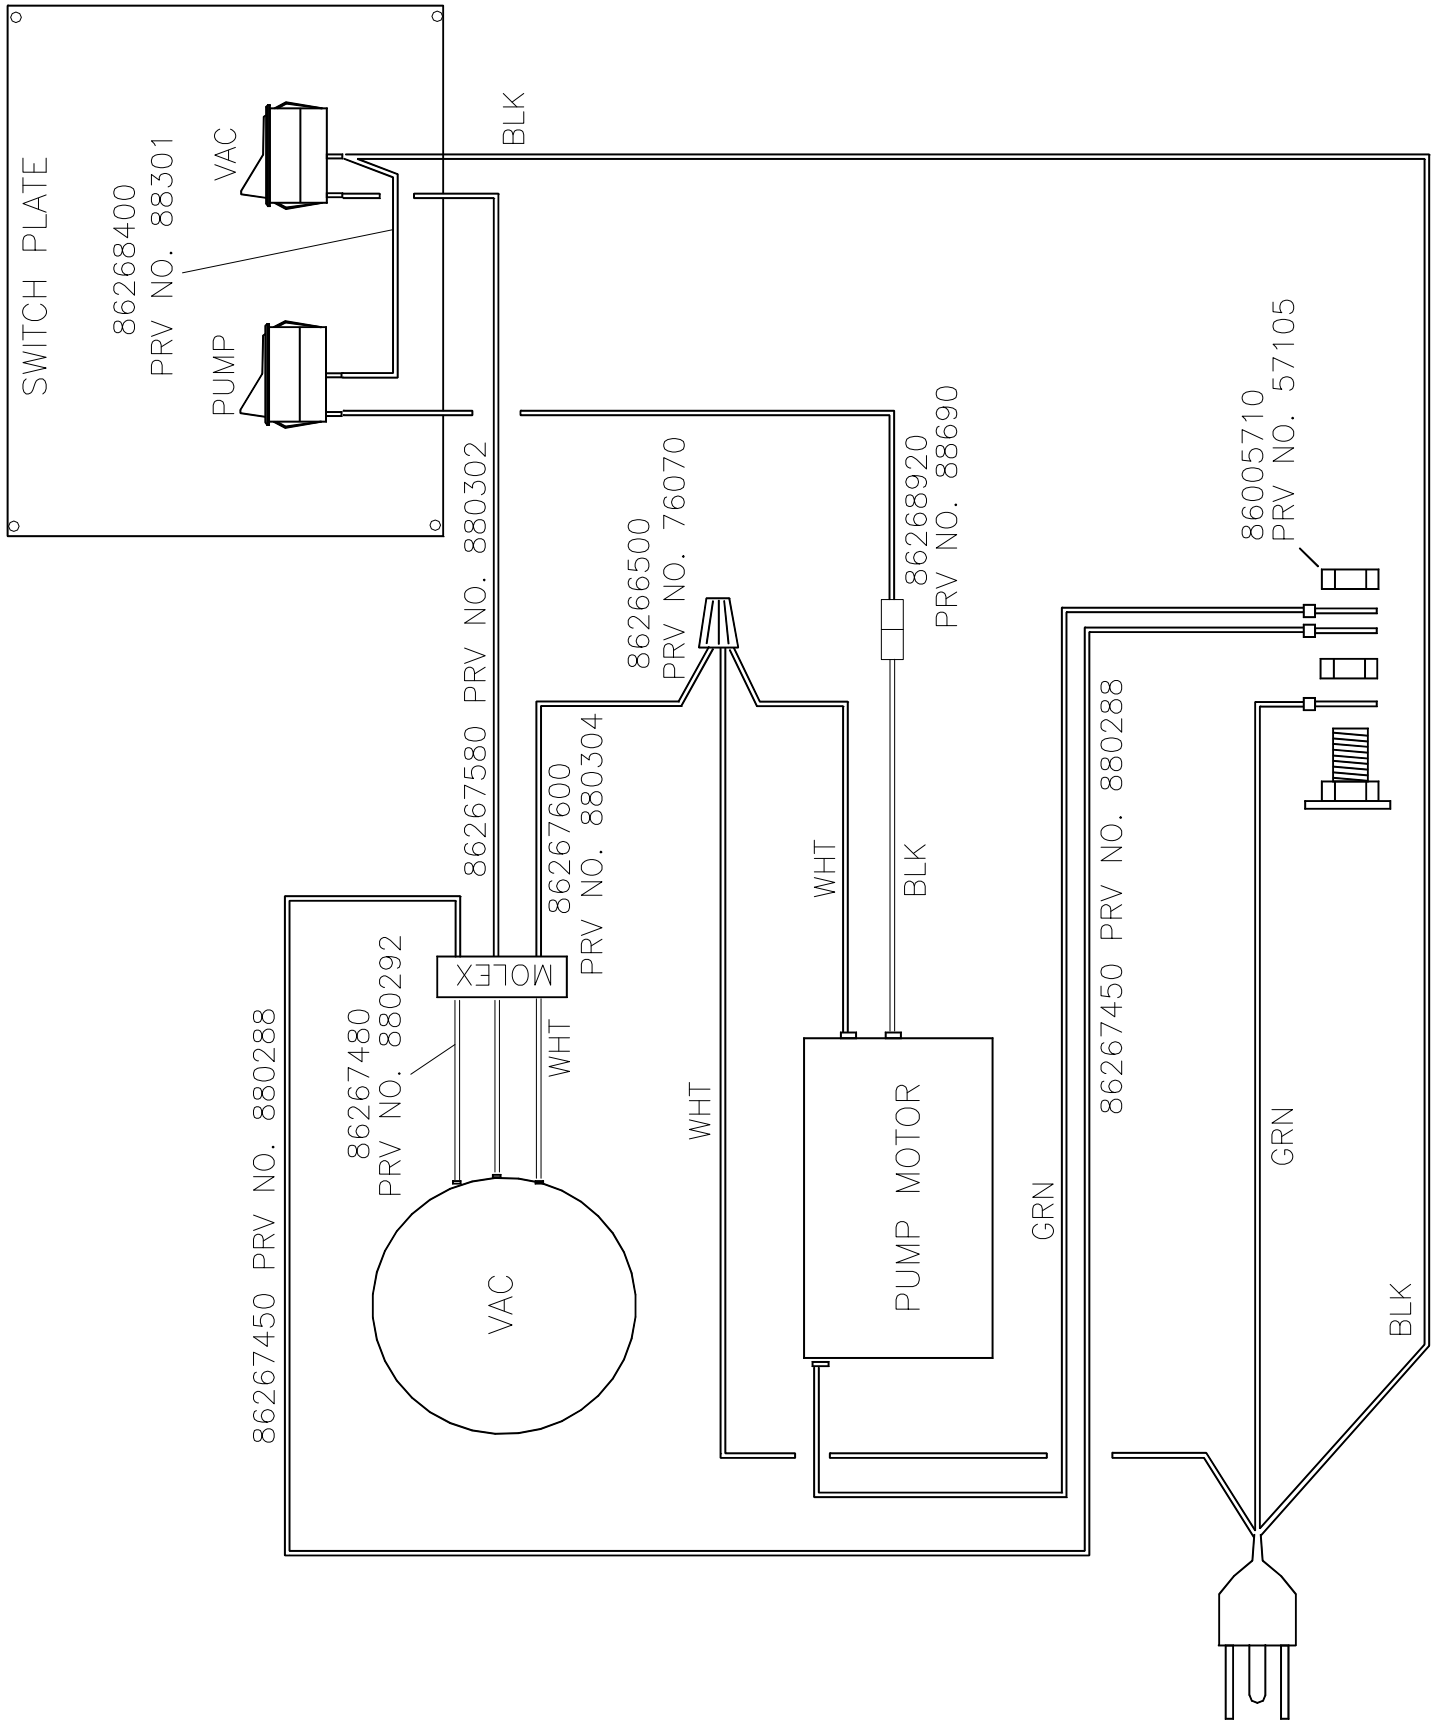 SWITCH PLATE
86268400
PRV NO. 88301
VAC
PUMP
BLK
86267580 PRV NO. 880302
86266500
PRV NO. 76070
86268920
PRV NO. 88690
86005710
PRV NO. 57105
86267600
PRV NO. 880304
WHT
BLK
86267450 PRV NO. 880288
MOLEX
86267480
PRV NO. 880292
WHT
86267450 PRV NO. 880288
WHT
VAC
PUMP MOTOR
GRN
GRN
BLK